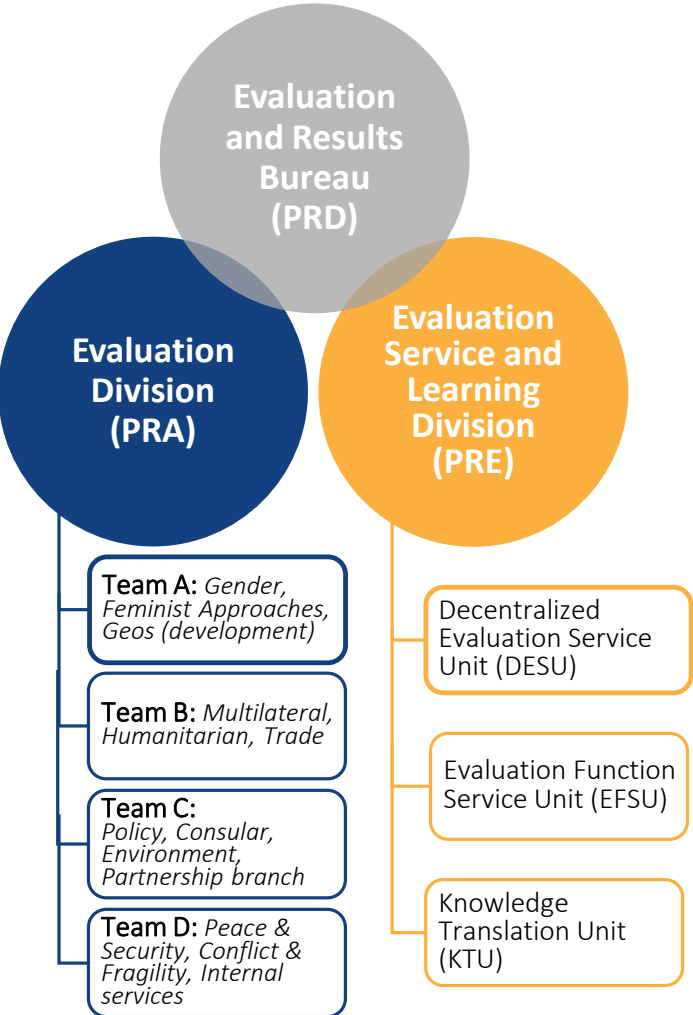 Evaluation
and Results
Bureau
(PRD)
Evaluation
Division
(PRA)
Evaluation
Service and
Learning
Division
(PRE)
Team A: Gender,
Feminist Approaches,
Geos (development)
Team B: Multilateral,
Humanitarian, Trade
Team C:
Policy, Consular,
Environment,
Partnership branch
Team D: Peace &
Security, Conflict &
Fragility, Internal
services
Decentralized
Evaluation Service
Unit (DESU)
Evaluation Function
Service Unit (EFSU)
Knowledge
Translation Unit
(KTU)